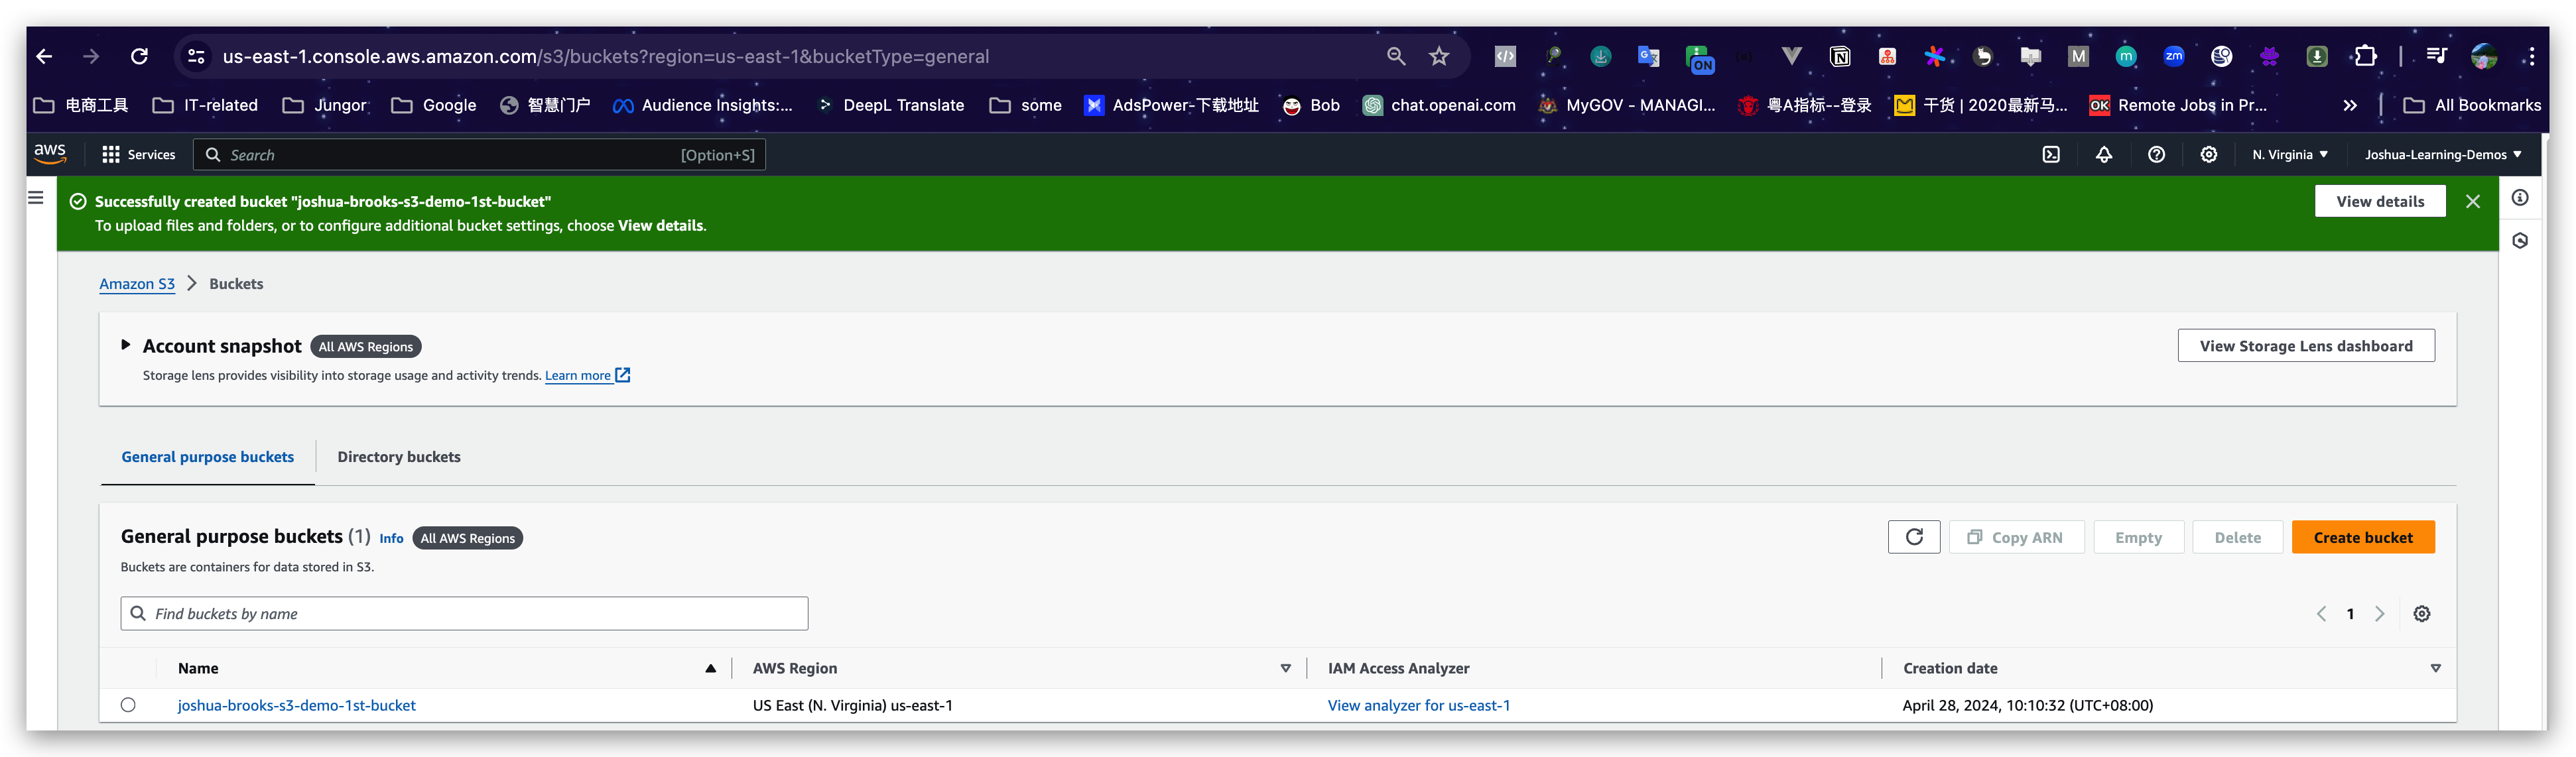 us-east-1.console.aws.amazon.com/s3/buckets?region=us-east-1&bucketType=general
ON
M
m
zm
电商工具 IT-related Jungor Google 智慧门户 Audience Insights:... DeepL Translate some AdsPower-下载地址 Bob chat.openai.com MyGOV - MANAGI... 粤A指标--登录 干货 | 2020最新马... OK Remote Jobs in Pr... All Bookmarks
aws Services Search [Option+S] N. Virginia Joshua-Learning-Demos
Successfully created bucket "joshua-brooks-s3-demo-1st-bucket" View details
To upload files and folders, or to configure additional bucket settings, choose View details.
Amazon S3 Buckets
Account snapshot All AWS Regions View Storage Lens dashboard
Storage lens provides visibility into storage usage and activity trends. Learn more
General purpose buckets Directory buckets
General purpose buckets (1) Info All AWS Regions Copy ARN Empty Delete Create bucket
Buckets are containers for data stored in S3.
Find buckets by name 1
Name AWS Region IAM Access Analyzer Creation date
joshua-brooks-s3-demo-1st-bucket US East (N. Virginia) us-east-1 View analyzer for us-east-1 April 28, 2024, 10:10:32 (UTC+08:00)